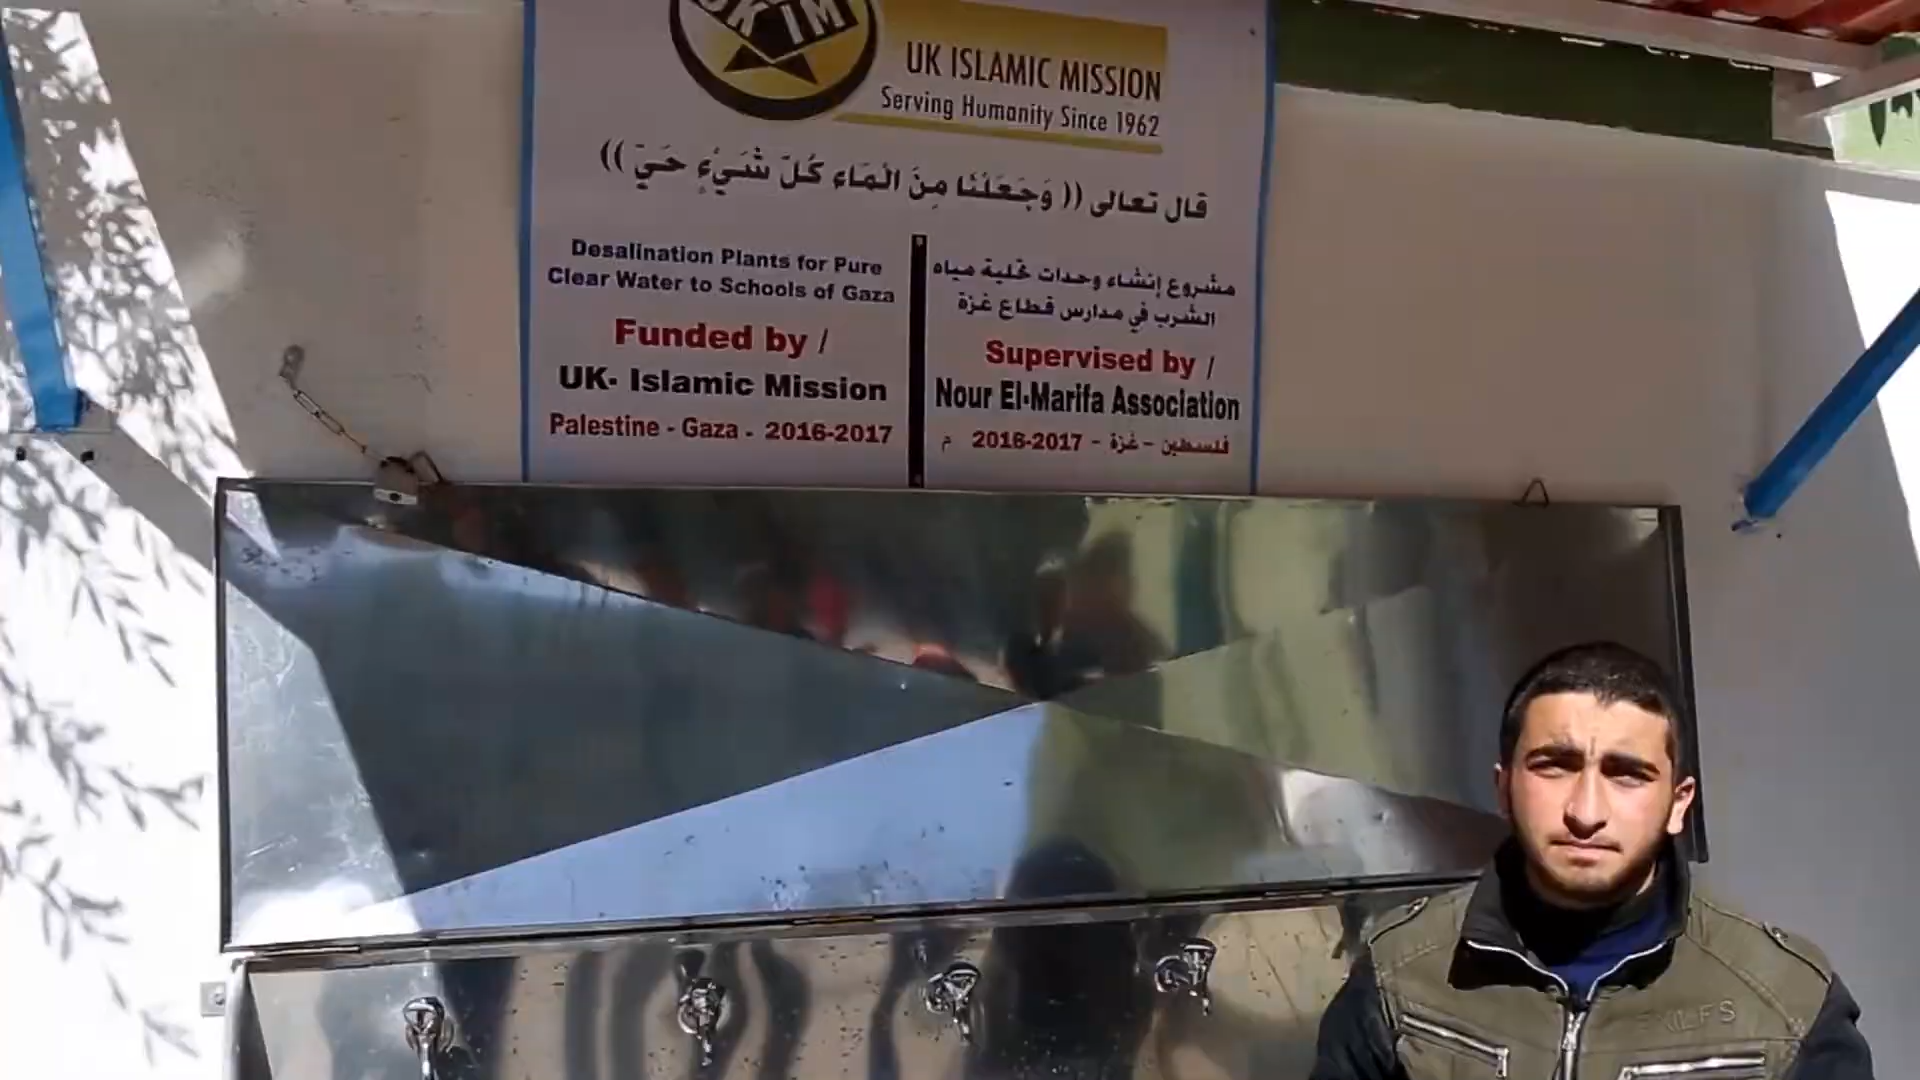 UK IM
UK ISLAMIC MISSION
Serving Humanity Since 1962
قال تعالى (( وَجَعَلْنَا مِنَ الْمَاءِ كُلَّ شَيْءٍ حَيّ ))
Desalination Plants for Pure
Clear Water to Schools of Gaza
Funded by /
UK- Islamic Mission
Palestine - Gaza - 2016-2017
مشروع إنشاء وحدات تحلية مياه
الشرب في مدارس قطاع غزة
Supervised by /
Nour El-Marifa Association
فلسطين - غزة - 2016-2017 م